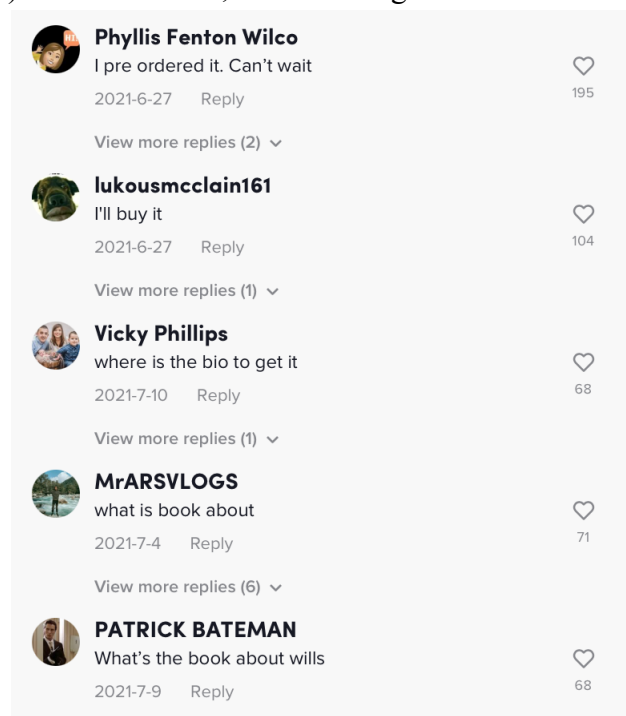 Phyllis Fenton Wilco
I pre ordered it. Can't wait
195
2021-6-27 Reply
View more replies (2)
lukousmcclain161
I'll buy it
104
2021-6-27 Reply
View more replies (1)
Vicky Phillips
where is the bio to get it
68
2021-7-10 Reply
View more replies (1)
MrARSVLOGS
what is book about
71
2021-7-4 Reply
View more replies (6)
PATRICK BATEMAN
What's the book about wills
68
2021-7-9 Reply